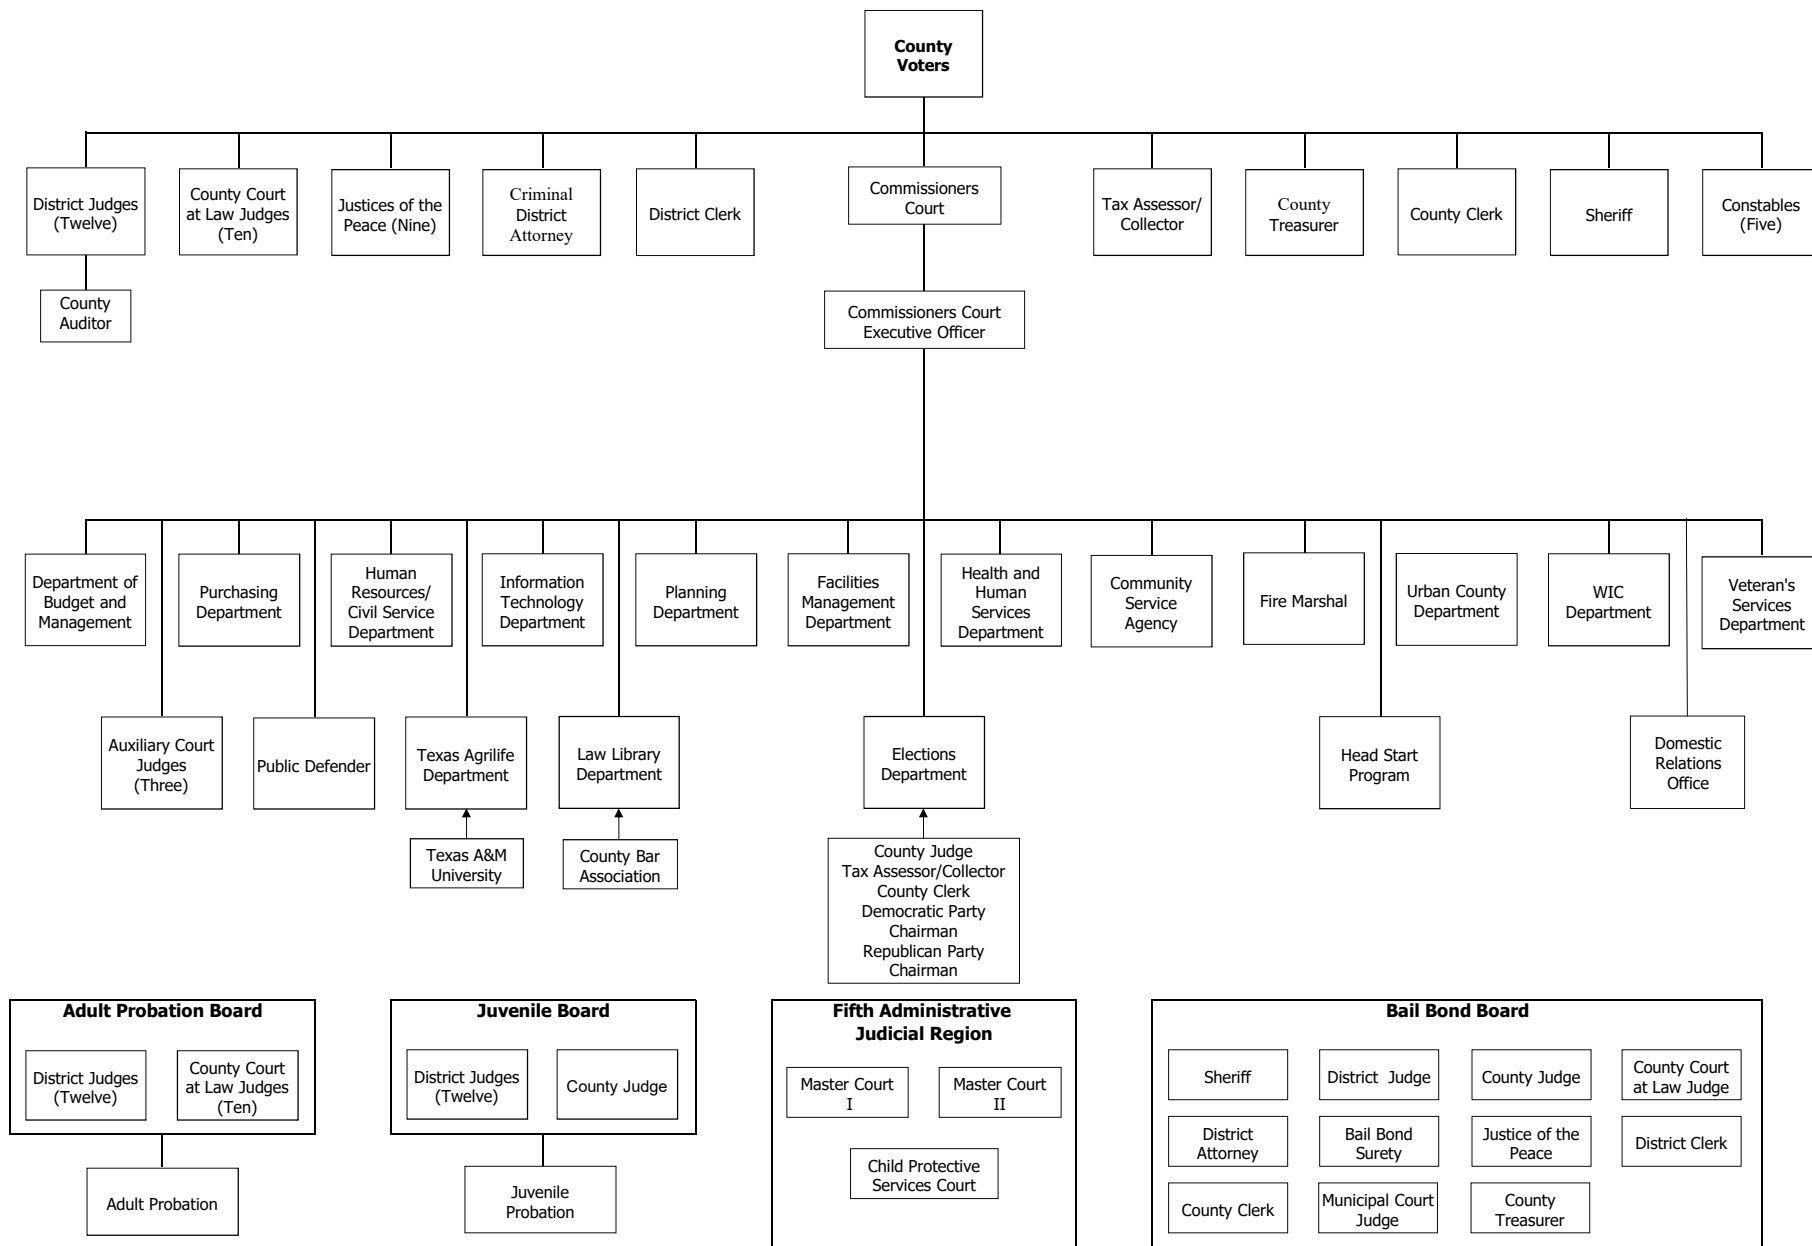 County
Voters
District Judges
(Twelve)
County Court
at Law Judges
(Ten)
Justices of the
Peace (Nine)
Criminal
District
Attorney
District Clerk
Commissioners
Court
Tax Assessor/
Collector
County
Treasurer
County Clerk
Sheriff
Constables
(Five)
County
Auditor
Commissioners Court
Executive Officer
Department of
Budget and
Management
Purchasing
Department
Human
Resources/
Civil Service
Department
Information
Technology
Department
Planning
Department
Facilities
Management
Department
Health and
Human
Services
Department
Community
Service
Agency
Fire Marshal
Urban County
Department
WIC
Department
Veteran's
Services
Department
Auxiliary Court
Judges
(Three)
Public Defender
Texas Agrilife
Department
Law Library
Department
Elections
Department
Head Start
Program
Domestic
Relations
Office
Texas A&M
University
County Bar
Association
County Judge
Tax Assessor/Collector
County Clerk
Democratic Party
Chairman
Republican Party
Chairman
Adult Probation Board
District Judges
(Twelve)
County Court
at Law Judges
(Ten)
Adult Probation
Juvenile Board
District Judges
(Twelve)
County Judge
Juvenile
Probation
Fifth Administrative
Judicial Region
Master Court
I
Master Court
II
Child Protective
Services Court
Bail Bond Board
Sheriff
District Judge
County Judge
County Court
at Law Judge
District
Attorney
Bail Bond
Surety
Justice of the
Peace
District Clerk
County Clerk
Municipal Court
Judge
County
Treasurer